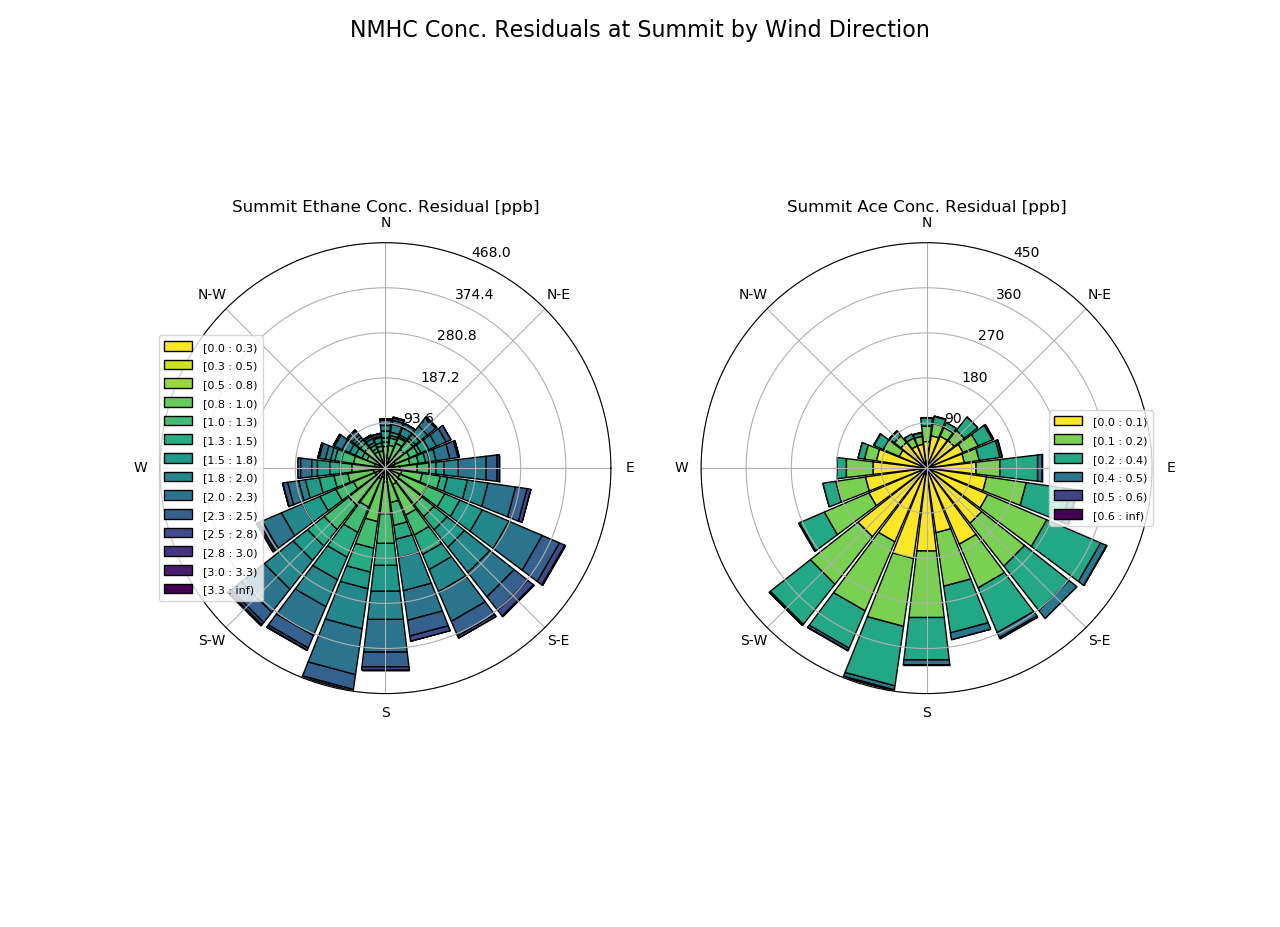 NMHC Conc. Residuals at Summit by Wind Direction
Summit Ethane Conc. Residual [ppb]
N
N-W
N-E
W
E
S-W
S-E
S
468.0
374.4
280.8
187.2
93.6
[0.0 : 0.3)
[0.3 : 0.5)
[0.5 : 0.8)
[0.8 : 1.0)
[1.0 : 1.3)
[1.3 : 1.5)
[1.5 : 1.8)
[1.8 : 2.0)
[2.0 : 2.3)
[2.3 : 2.5)
[2.5 : 2.8)
[2.8 : 3.0)
[3.0 : 3.3)
[3.3 : inf)
Summit Ace Conc. Residual [ppb]
N
N-W
N-E
W
E
S-W
S-E
S
450
360
270
180
90
[0.0 : 0.1)
[0.1 : 0.2)
[0.2 : 0.4)
[0.4 : 0.5)
[0.5 : 0.6)
[0.6 : inf)